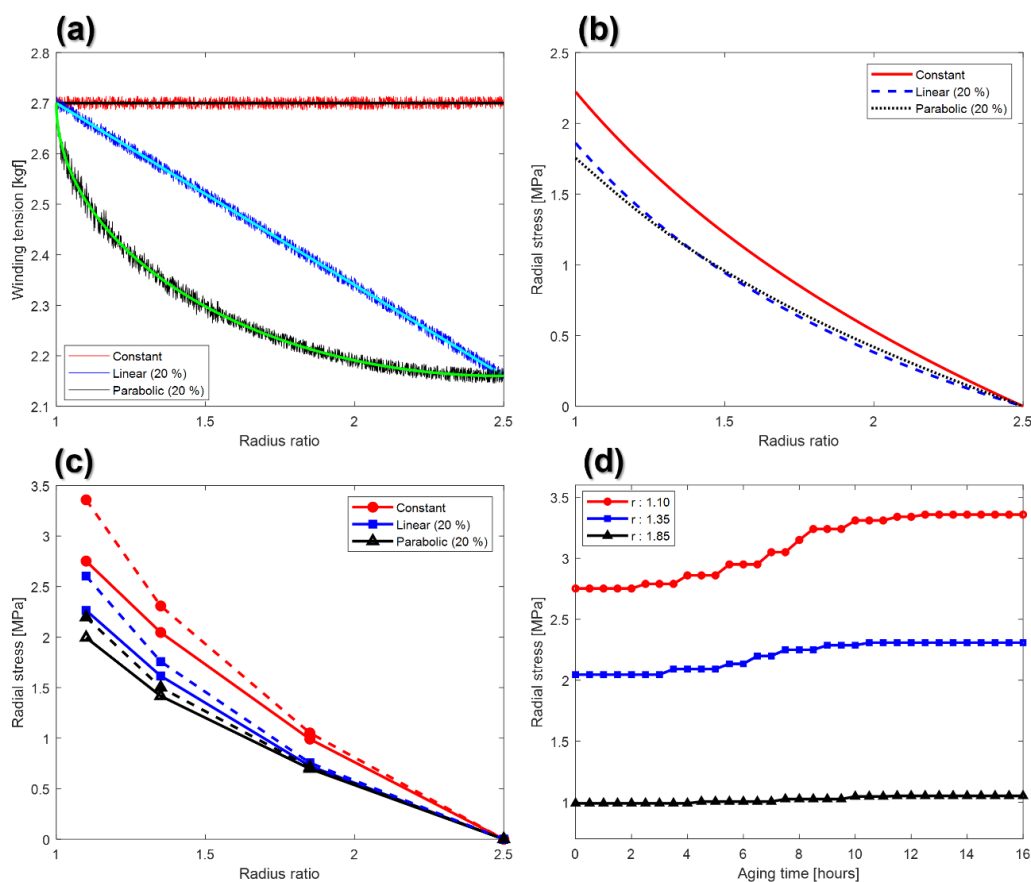 (a)
2.8
2.7
2.6
2.5
2.4
2.3
2.2
2.1
Winding tension [kgf]
Constant
Linear (20 %)
Parabolic (20 %)
1
1.5
2
2.5
Radius ratio
(b)
2.5
2
1.5
1
0.5
0
Radial stress [MPa]
Constant
Linear (20 %)
Parabolic (20 %)
1
1.5
2
2.5
Radius ratio
(c)
3.5
3
2.5
2
1.5
1
0.5
0
Radial stress [MPa]
Constant
Linear (20 %)
Parabolic (20 %)
1
1.5
2
2.5
Radius ratio
(d)
3.5
3
2.5
2
1.5
1
Radial stress [MPa]
r : 1.10
r : 1.35
r : 1.85
0
2
4
6
8
10
12
14
16
Aging time [hours]